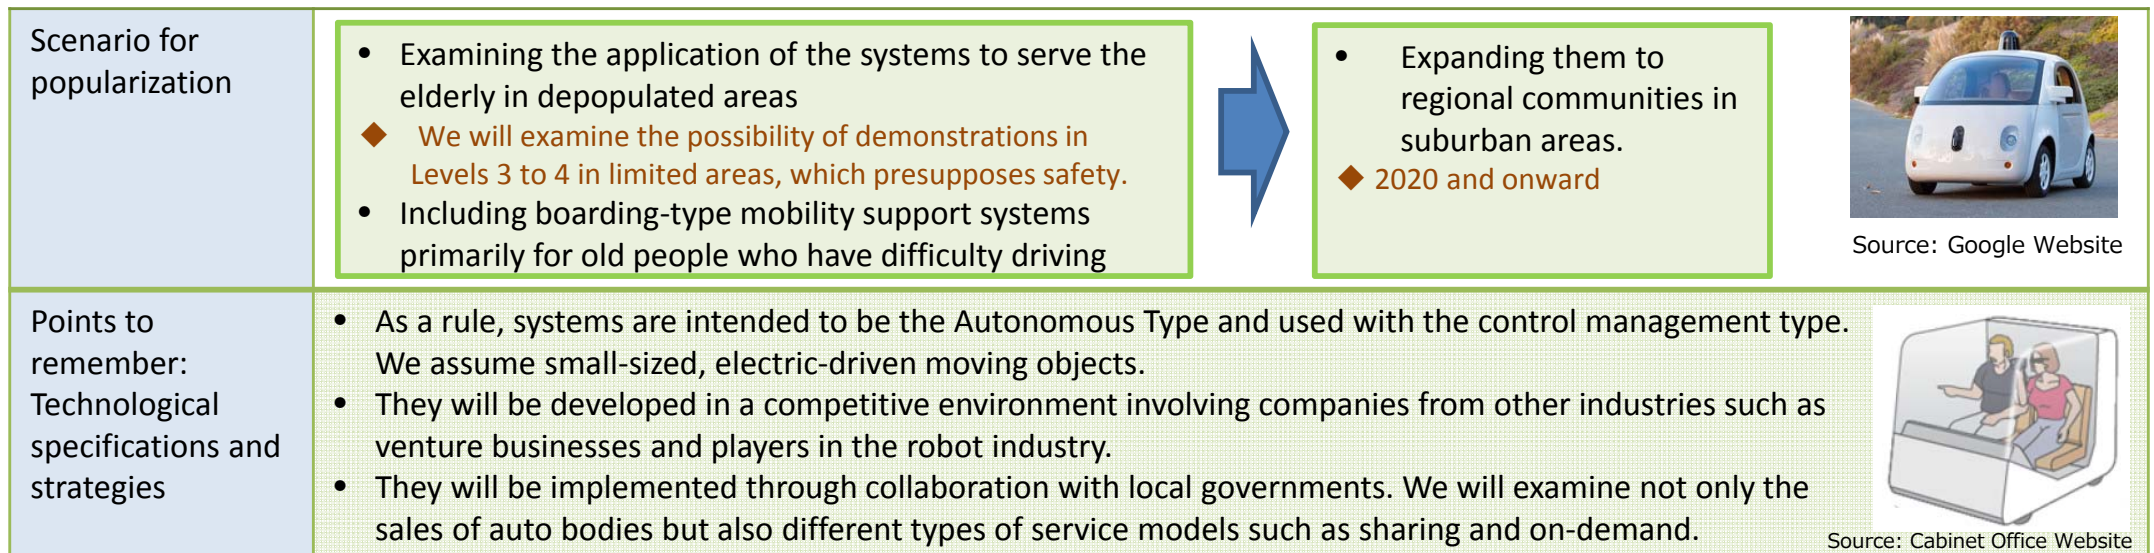 Scenario for
popularization
• Examining the application of the systems to serve the
elderly in depopulated areas
◆ We will examine the possibility of demonstrations in
Levels 3 to 4 in limited areas, which presupposes safety.
• Including boarding-type mobility support systems
primarily for old people who have difficulty driving
• Expanding them to
regional communities in
suburban areas.
◆ 2020 and onward
Source: Google Website
Points to
remember:
Technological
specifications and
strategies
• As a rule, systems are intended to be the Autonomous Type and used with the control management type.
We assume small-sized, electric-driven moving objects.
• They will be developed in a competitive environment involving companies from other industries such as
venture businesses and players in the robot industry.
• They will be implemented through collaboration with local governments. We will examine not only the
sales of auto bodies but also different types of service models such as sharing and on-demand.
Source: Cabinet Office Website